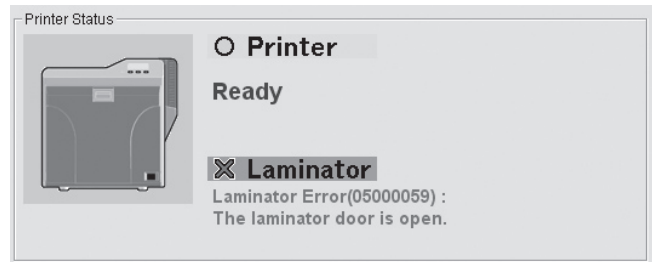 Printer Status
Printer
Ready
Laminator
Laminator Error(05000059) :
The laminator door is open.